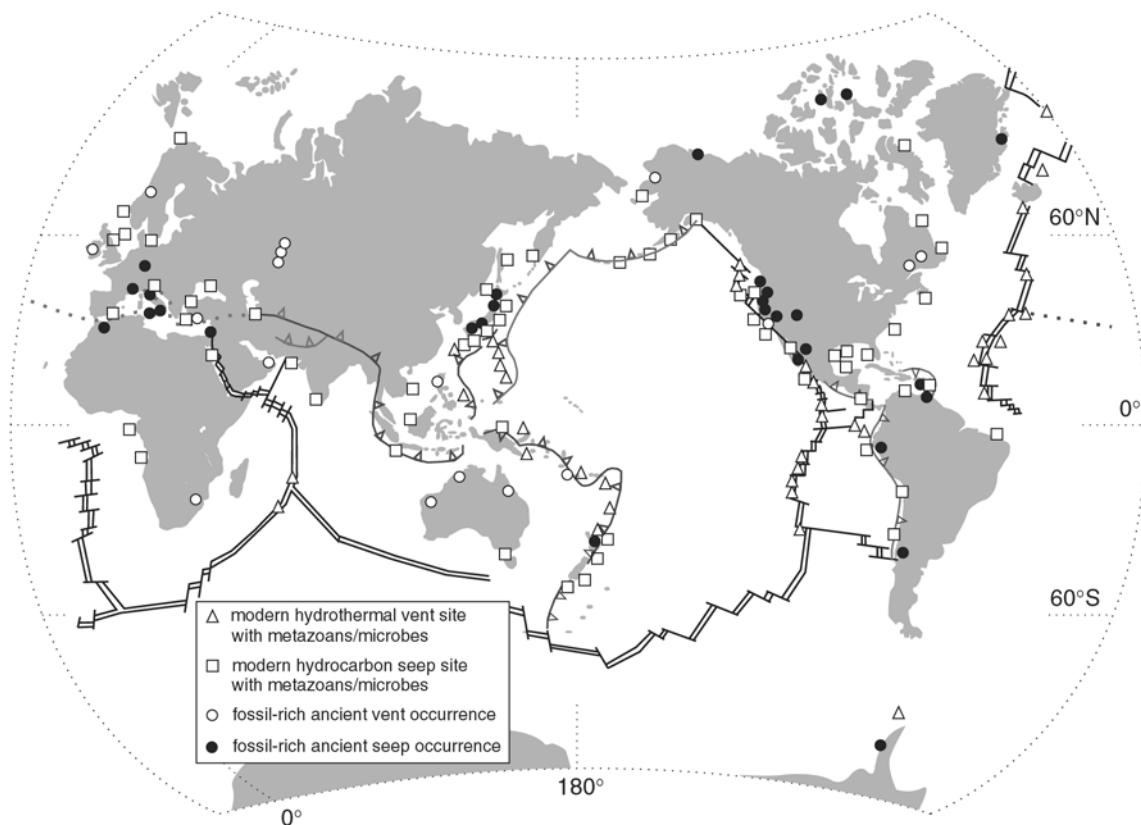 60°N
0°
60°S
modern hydrothermal vent site
with metazoans/microbes
modern hydrocarbon seep site
with metazoans/microbes
fossil-rich ancient vent occurrence
fossil-rich ancient seep occurrence
180°
0°